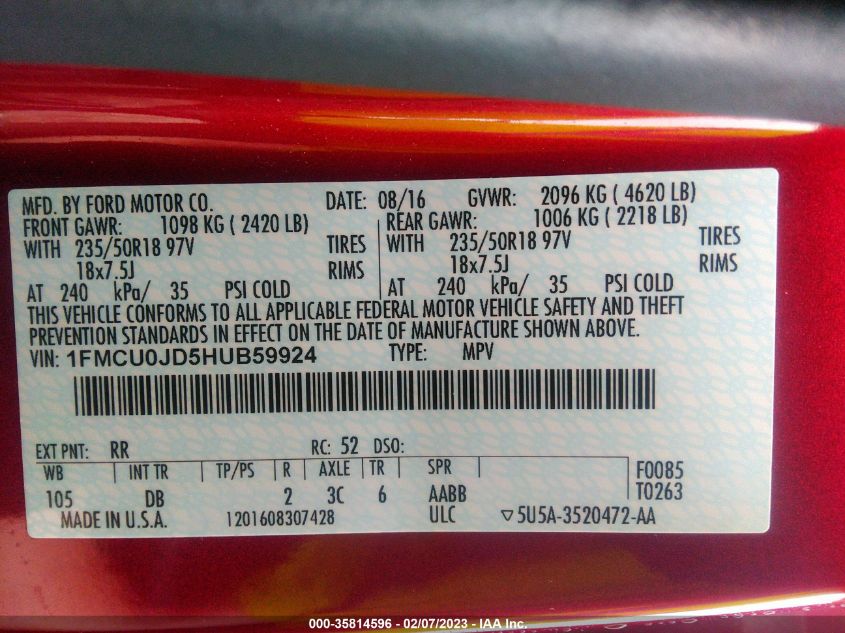 MFD. BY FORD MOTOR CO. DATE: 08/16 GVWR: 2096 KG ( 4620 LB)
FRONT GAWR: 1098 KG ( 2420 LB) REAR GAWR: 1006 KG ( 2218 LB)
WITH 235/50R18 97V TIRES WITH 235/50R18 97V TIRES
18x7.5J RIMS 18x7.5J RIMS
AT 240 kPa/ 35 PSI COLD AT 240 kPa/ 35 PSI COLD
THIS VEHICLE CONFORMS TO ALL APPLICABLE FEDERAL MOTOR VEHICLE SAFETY AND THEFT
PREVENTION STANDARDS IN EFFECT ON THE DATE OF MANUFACTURE SHOWN ABOVE.
VIN: 1FMCU0JD5HUB59924 TYPE: MPV
EXT PNT: RR RC: 52 DSO:
WB INT TR TP/PS R AXLE TR SPR F0085
105 DB 2 3C 6 AABB T0263
MADE IN U.S.A. 1201608307428 ULC ▽5U5A-3520472-AA
000-35814596 - 02/07/2023 - IAA Inc.